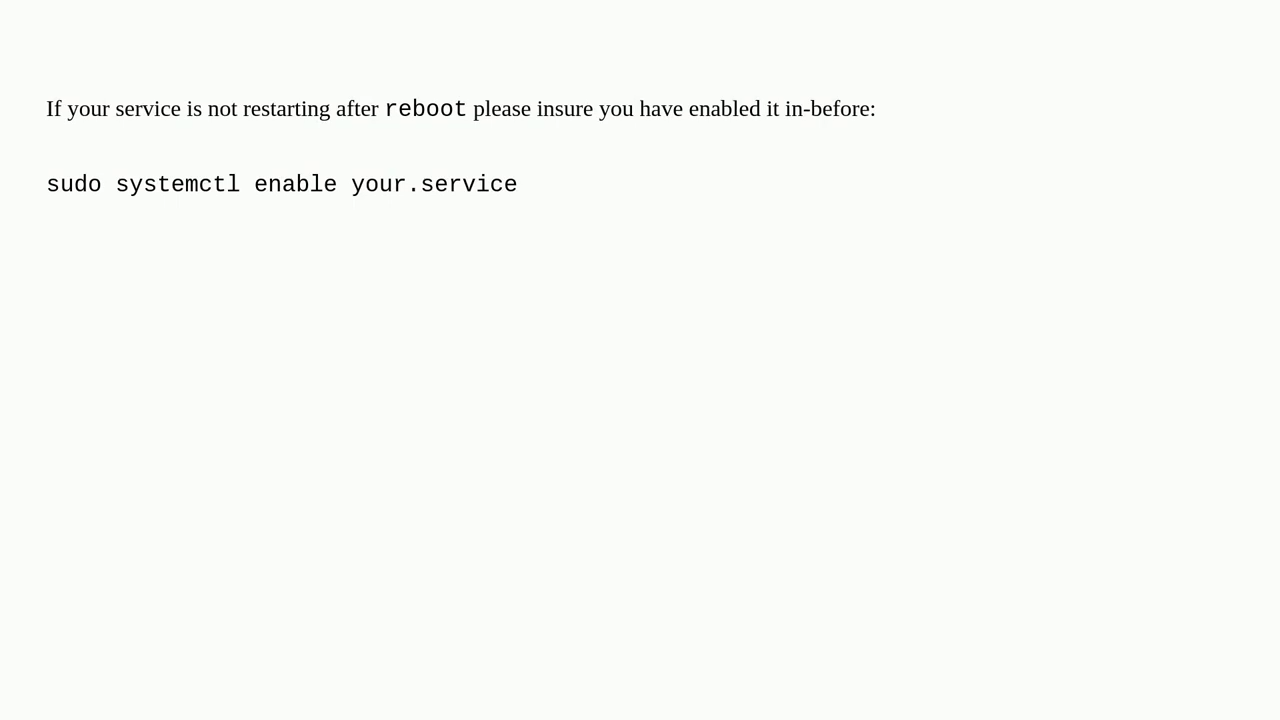 If your service is not restarting after reboot please insure you have enabled it in-before:
sudo systemctl enable your.service